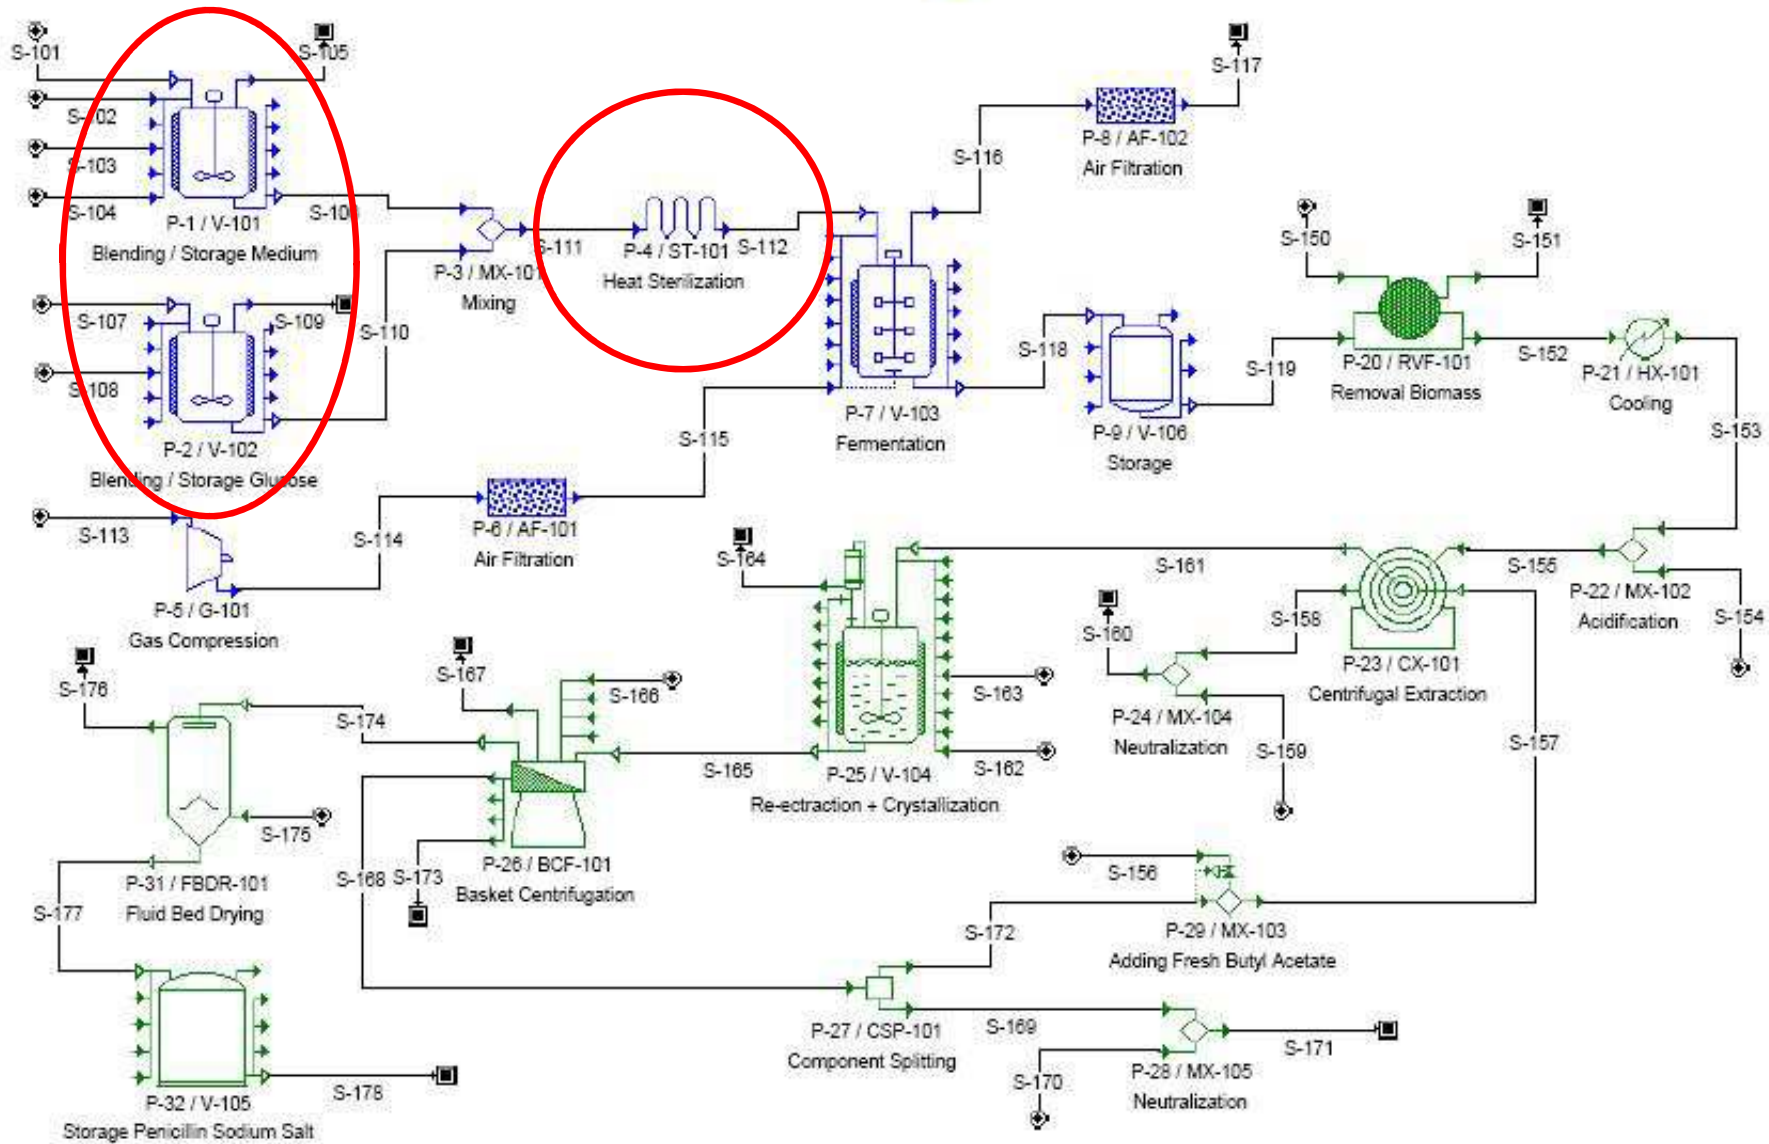 S-101
S-105
S-102
S-103
S-104
P-1 / V-101
Blending / Storage Medium
S-107
S-109
S-108
P-2 / V-102
Blending / Storage Glucose
S-110
P-3 / MX-101
Mixing
S-111
P-4 / ST-101
Heat Sterilization
S-112
S-113
P-5 / G-101
Gas Compression
S-114
P-6 / AF-101
Air Filtration
S-115
P-7 / V-103
Fermentation
S-116
P-8 / AF-102
Air Filtration
S-117
S-118
P-9 / V-106
Storage
S-119
S-150
S-151
P-20 / RVF-101
Removal Biomass
S-152
P-21 / HX-101
Cooling
S-153
P-22 / MX-102
Acidification
S-154
S-155
P-23 / CX-101
Centrifugal Extraction
S-157
S-158
S-160
P-24 / MX-104
Neutralization
S-159
S-161
S-163
S-162
S-164
P-25 / V-104
Re-ectraction + Crystallization
S-165
S-166
S-167
P-26 / BCF-101
Basket Centrifugation
S-168
S-173
S-174
S-176
S-175
P-31 / FBDR-101
Fluid Bed Drying
S-177
P-32 / V-105
Storage Penicillin Sodium Salt
S-178
S-156
P-29 / MX-103
Adding Fresh Butyl Acetate
S-172
P-27 / CSP-101
Component Splitting
S-169
S-170
P-28 / MX-105
Neutralization
S-171